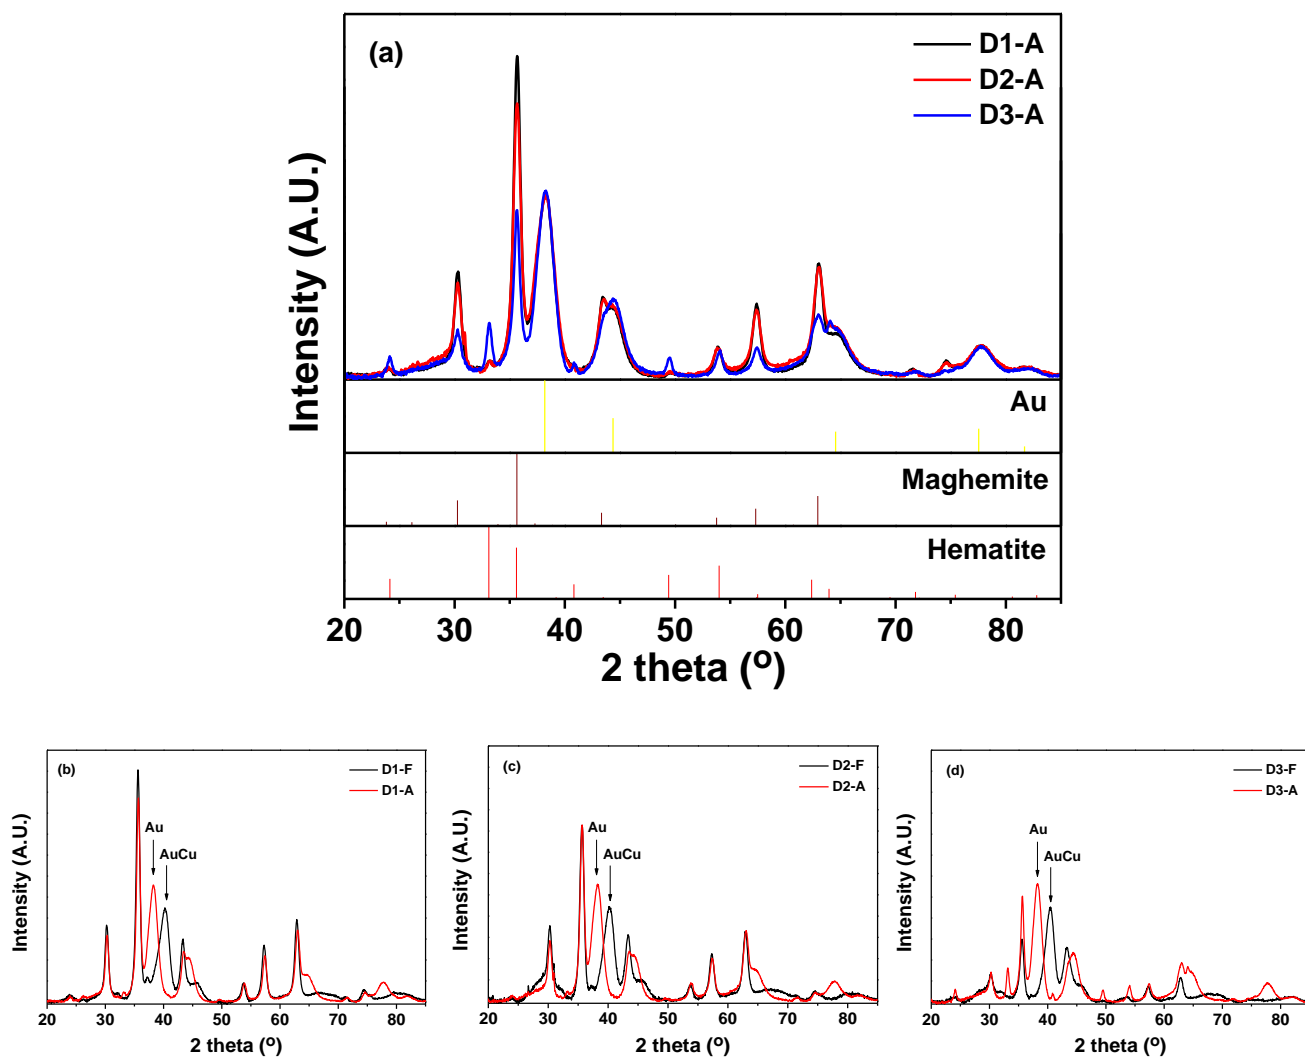 (a)
D1-A
D2-A
D3-A
Intensity (A.U.)
Au
Maghemite
Hematite
20 30 40 50 60 70 80
2 theta (º)
(b)
D1-F
D1-A
Au
AuCu
Intensity (A.U.)
20 30 40 50 60 70 80
2 theta (º)
(c)
D2-F
D2-A
Au
AuCu
Intensity (A.U.)
20 30 40 50 60 70 80
2 theta (º)
(d)
D3-F
D3-A
Au
AuCu
Intensity (A.U.)
20 30 40 50 60 70 80
2 theta (º)